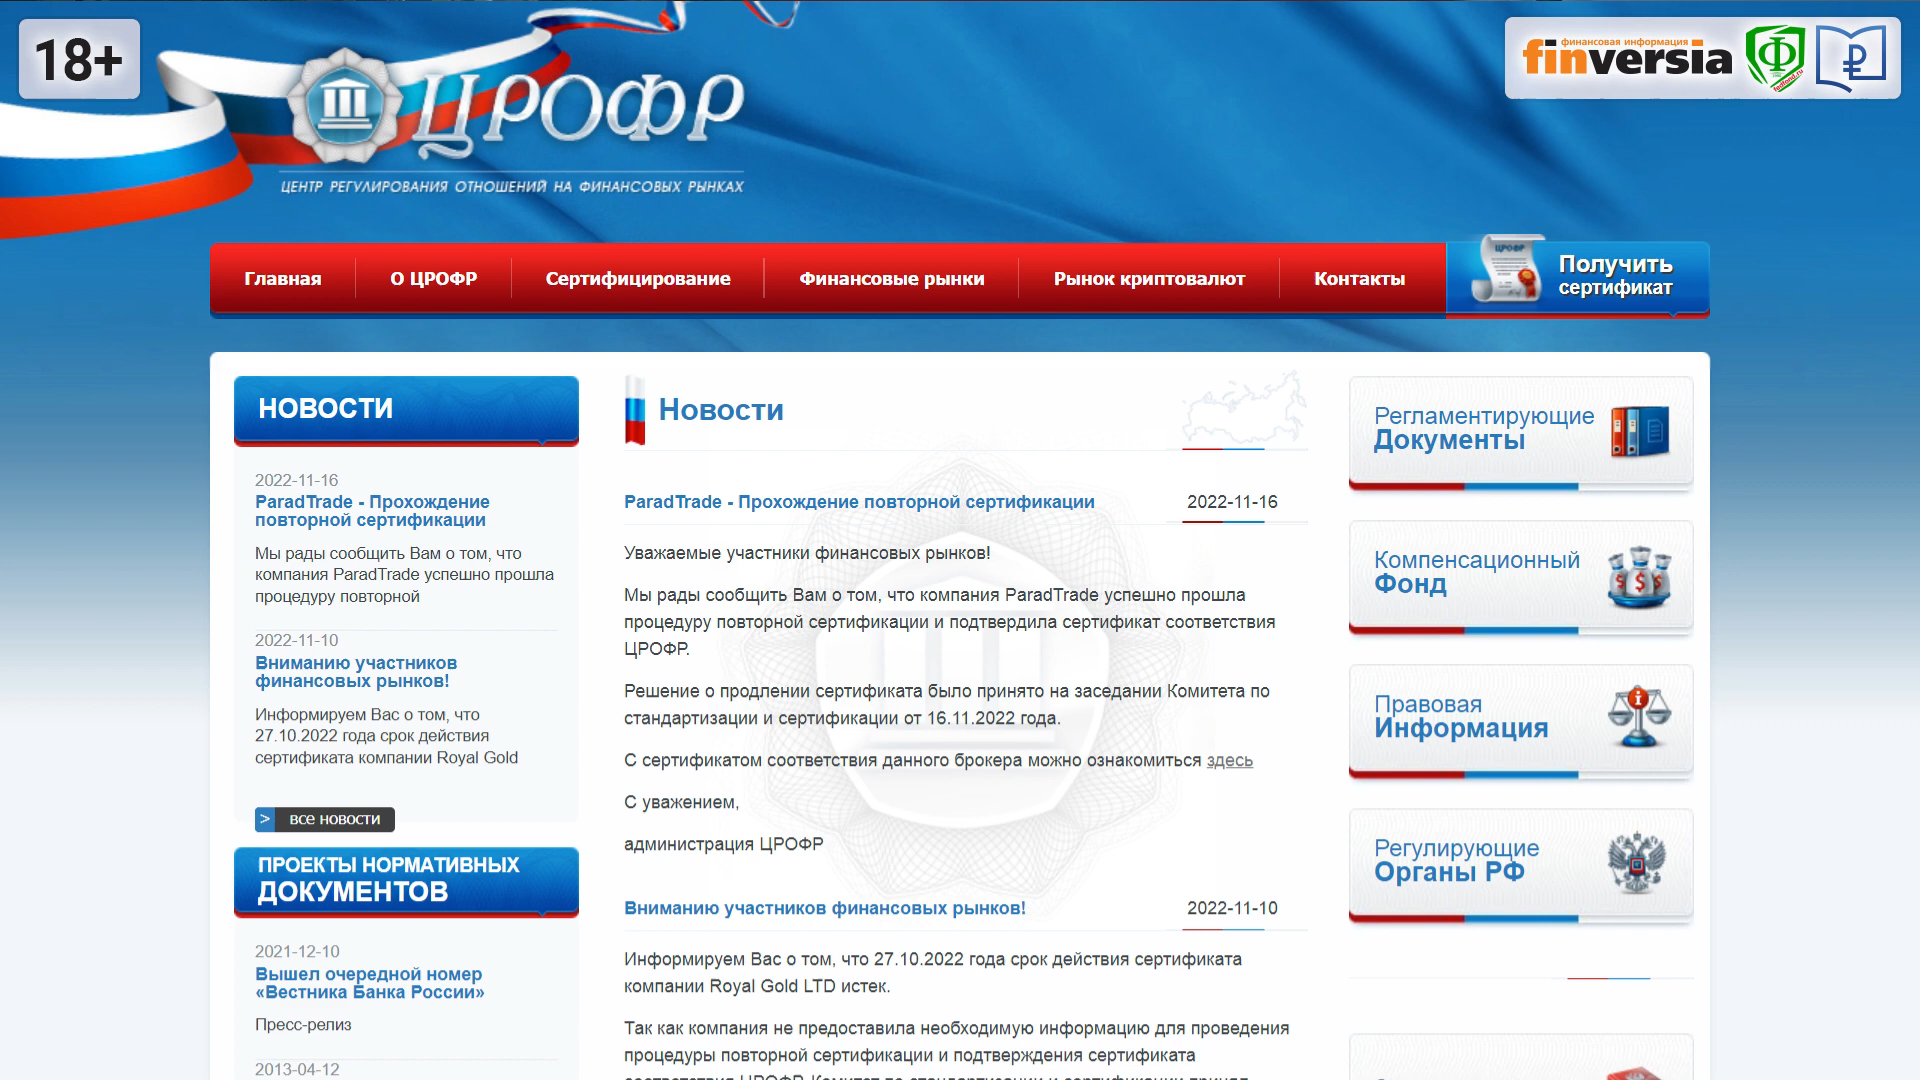 18+
ЦРОФР
ЦЕНТР РЕГУЛИРОВАНИЯ ОТНОШЕНИЙ НА ФИНАНСОВЫХ РЫНКАХ
финансовая информация
finversia
Главная
О ЦРОФР
Сертифицирование
Финансовые рынки
Рынок криптовалют
Контакты
ЦРОФР
Получить
сертификат
НОВОСТИ
2022-11-16
ParadTrade - Прохождение
повторной сертификации
Мы рады сообщить Вам о том, что
компания ParadTrade успешно прошла
процедуру повторной
2022-11-10
Вниманию участников
финансовых рынков!
Информируем Вас о том, что
27.10.2022 года срок действия
сертификата компании Royal Gold
> все новости
ПРОЕКТЫ НОРМАТИВНЫХ
ДОКУМЕНТОВ
2021-12-10
Вышел очередной номер
«Вестника Банка России»
Пресс-релиз
2013-04-12
Новости
ParadTrade - Прохождение повторной сертификации 2022-11-16
Уважаемые участники финансовых рынков!
Мы рады сообщить Вам о том, что компания ParadTrade успешно прошла
процедуру повторной сертификации и подтвердила сертификат соответствия
ЦРОФР.
Решение о продлении сертификата было принято на заседании Комитета по
стандартизации и сертификации от 16.11.2022 года.
С сертификатом соответствия данного брокера можно ознакомиться здесь
С уважением,
администрация ЦРОФР
Вниманию участников финансовых рынков! 2022-11-10
Информируем Вас о том, что 27.10.2022 года срок действия сертификата
компании Royal Gold LTD истек.
Так как компания не предоставила необходимую информацию для проведения
процедуры повторной сертификации и подтверждения сертификата
Регламентирующие
Документы
Компенсационный
Фонд
Правовая
Информация
Регулирующие
Органы РФ